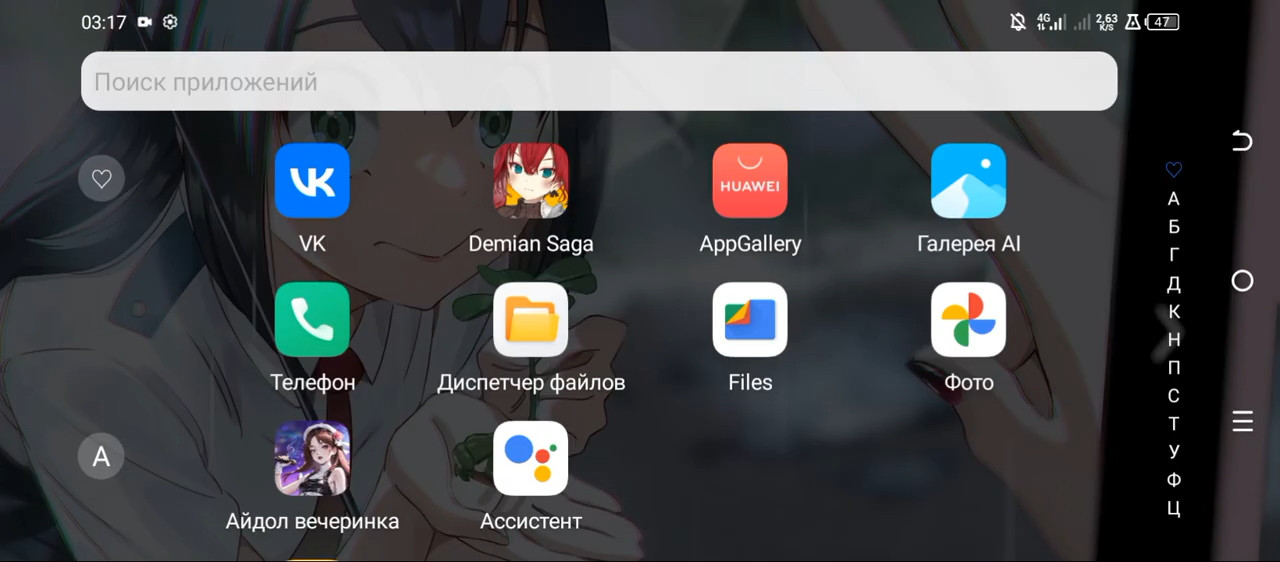 03:17 4G 2,63 K/S 47
Поиск приложений
VK
HUAWEI
VK Demian Saga AppGallery Галерея AI
Телефон Диспетчер файлов Files Фото
А
Айдол вечеринка Ассистент
А
Б
Г
Д
К
Н
П
С
Т
У
Ф
Ц